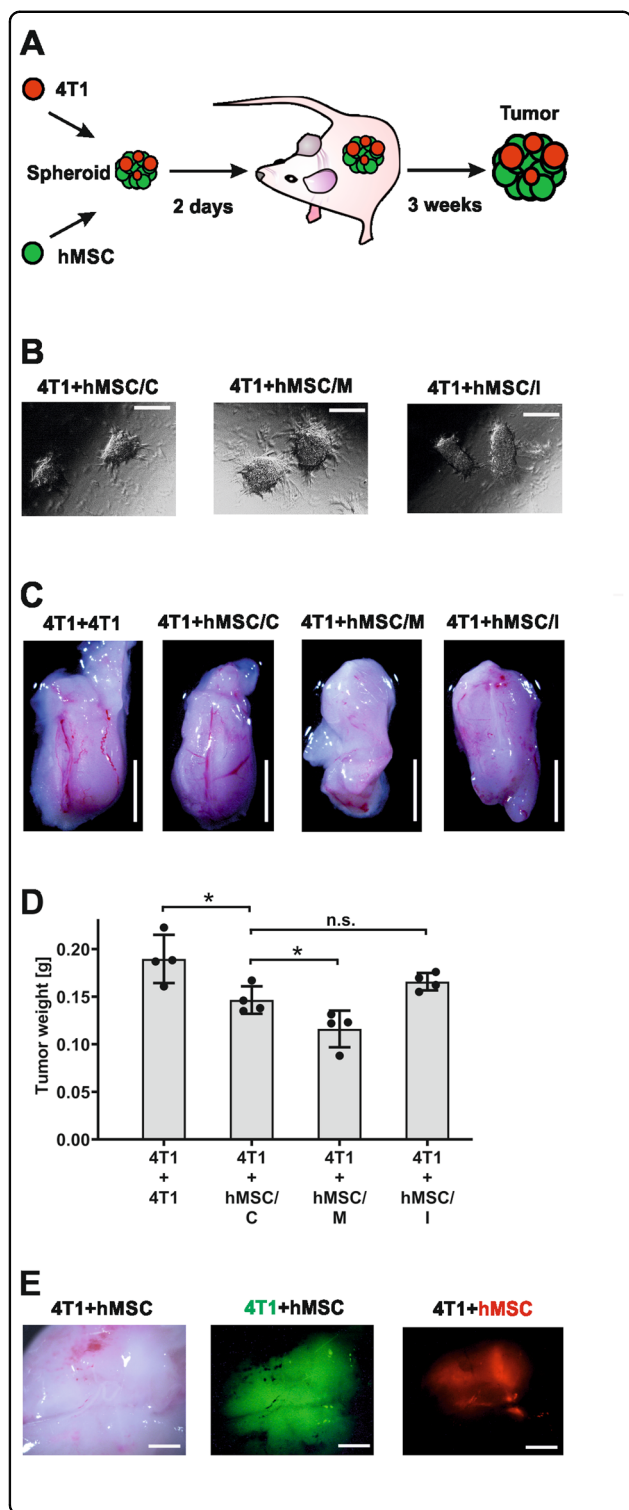 A
4T1
Spheroid
hMSC
2 days
3 weeks
Tumor
B
4T1+hMSC/C
4T1+hMSC/M
4T1+hMSC/I
C
4T1+4T1
4T1+hMSC/C
4T1+hMSC/M
4T1+hMSC/I
D
*
*
n.s.
Tumor weight [g]
0.20
0.15
0.10
0.05
0.00
4T1
+
4T1
4T1
+
hMSC/
C
4T1
+
hMSC/
M
4T1
+
hMSC/
I
E
4T1+hMSC
4T1+hMSC
4T1+hMSC